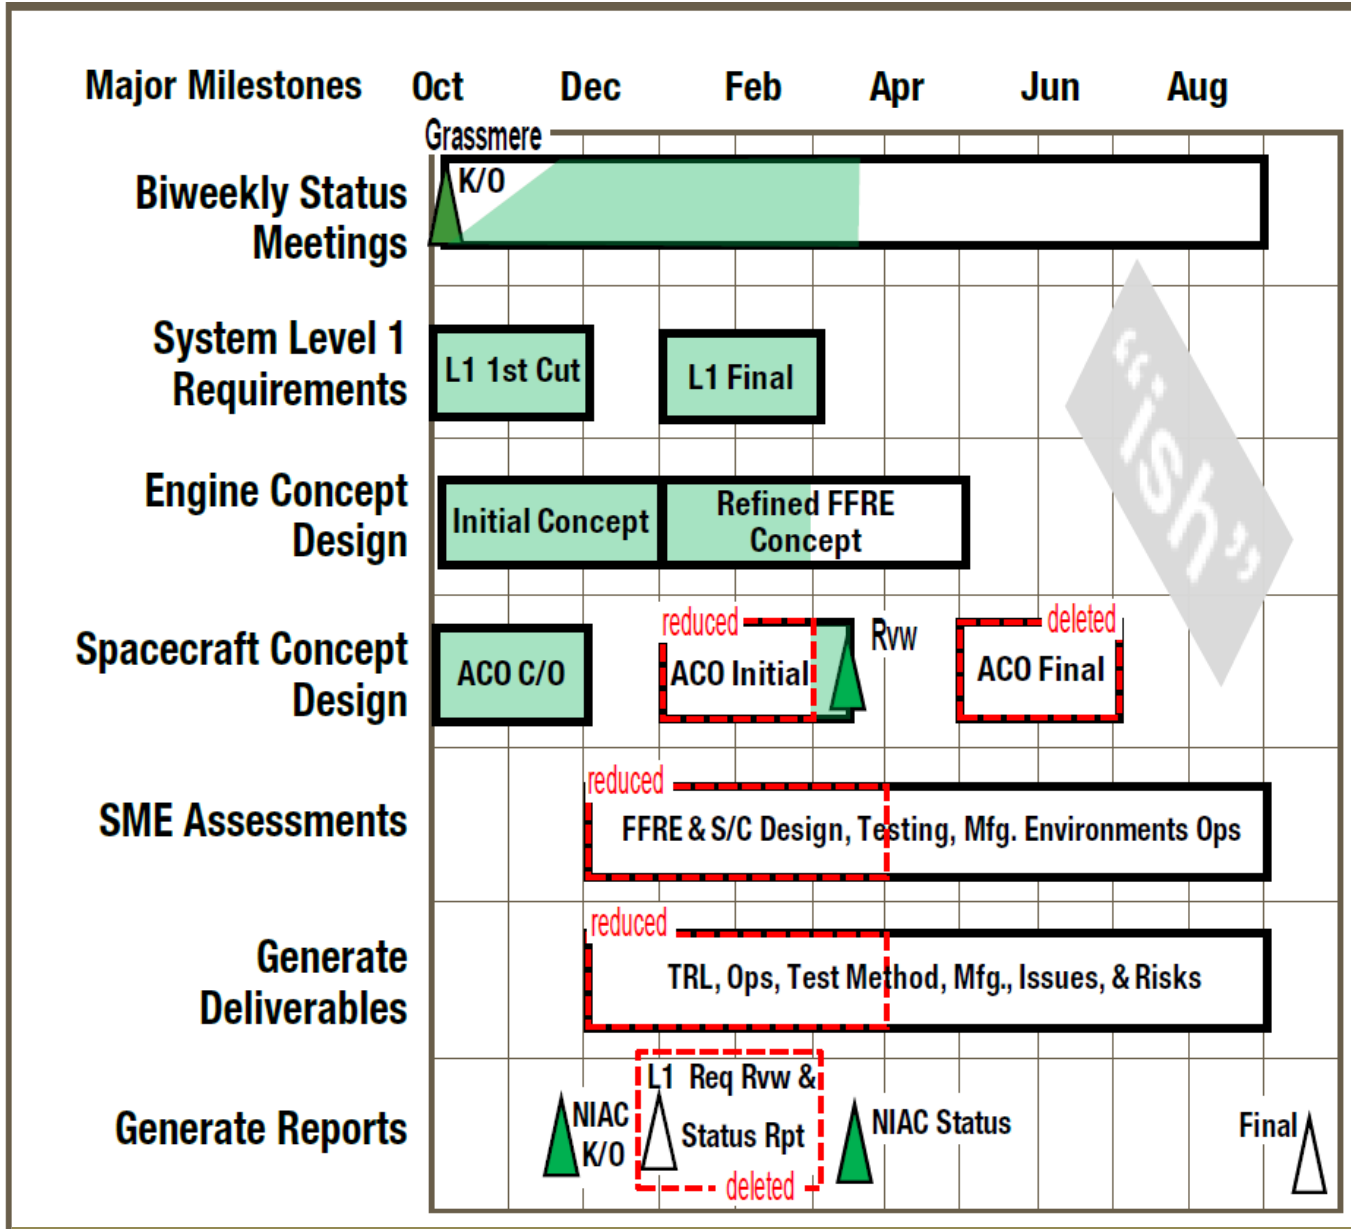 Major Milestones Oct Dec Feb Apr Jun Aug
Grassmere
K/O
Biweekly Status
Meetings
System Level 1
Requirements
L1 1st Cut
L1 Final
"ish"
Engine Concept
Design
Initial Concept
Refined FFRE
Concept
Spacecraft Concept
Design
ACO C/O
reduced
ACO Initial
Rvw
deleted
ACO Final
SME Assessments
reduced
FFRE & S/C Design, Testing, Mfg. Environments Ops
Generate
Deliverables
reduced
TRL, Ops, Test Method, Mfg., Issues, & Risks
Generate Reports
NIAC
K/O
L1 Req Rvw &
Status Rpt
deleted
NIAC Status
Final